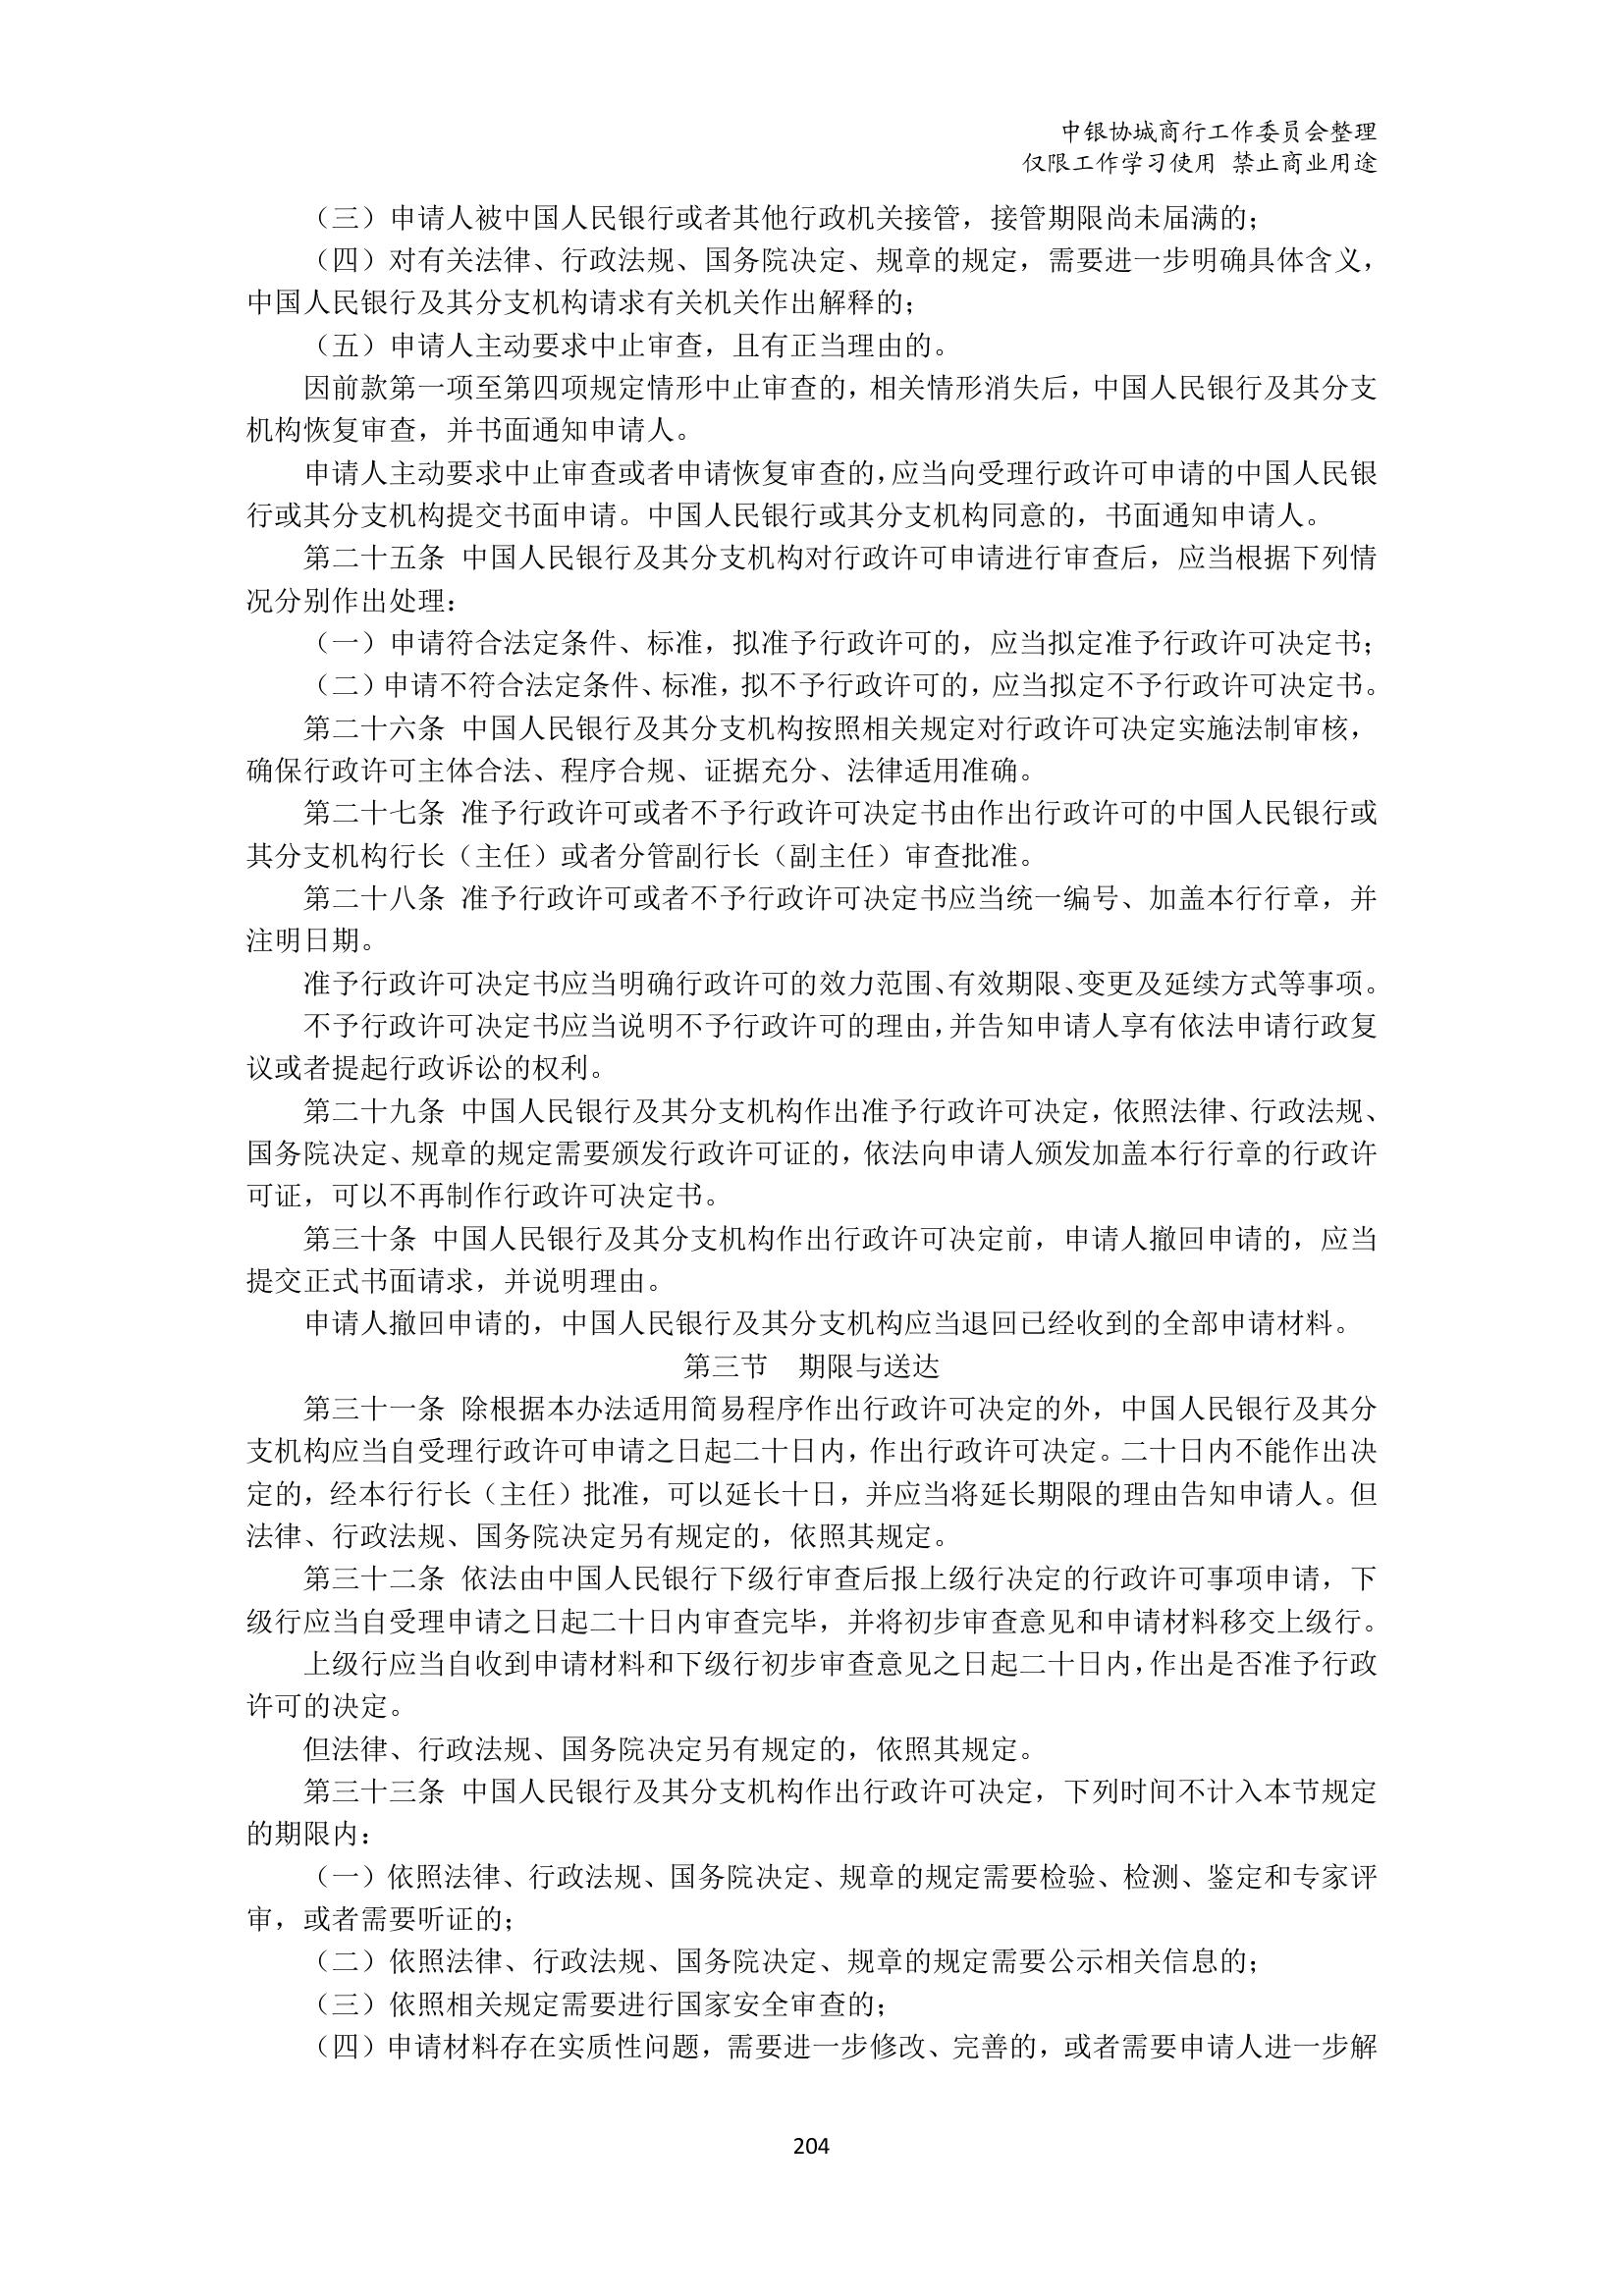 中银协城商行工作委员会整理
仅限工作学习使用 禁止商业用途
（三）申请人被中国人民银行或者其他行政机关接管，接管期限尚未届满的；
（四）对有关法律、行政法规、国务院决定、规章的规定，需要进一步明确具体含义，
中国人民银行及其分支机构请求有关机关作出解释的；
（五）申请人主动要求中止审查，且有正当理由的。
因前款第一项至第四项规定情形中止审查的，相关情形消失后，中国人民银行及其分支
机构恢复审查，并书面通知申请人。
申请人主动要求中止审查或者申请恢复审查的，应当向受理行政许可申请的中国人民银
行或其分支机构提交书面申请。中国人民银行或其分支机构同意的，书面通知申请人。
第二十五条 中国人民银行及其分支机构对行政许可申请进行审查后，应当根据下列情
况分别作出处理：
（一）申请符合法定条件、标准，拟准予行政许可的，应当拟定准予行政许可决定书；
（二）申请不符合法定条件、标准，拟不予行政许可的，应当拟定不予行政许可决定书。
第二十六条 中国人民银行及其分支机构按照相关规定对行政许可决定实施法制审核，
确保行政许可主体合法、程序合规、证据充分、法律适用准确。
第二十七条 准予行政许可或者不予行政许可决定书由作出行政许可的中国人民银行或
其分支机构行长（主任）或者分管副行长（副主任）审查批准。
第二十八条 准予行政许可或者不予行政许可决定书应当统一编号、加盖本行行章，并
注明日期。
准予行政许可决定书应当明确行政许可的效力范围、有效期限、变更及延续方式等事项。
不予行政许可决定书应当说明不予行政许可的理由，并告知申请人享有依法申请行政复
议或者提起行政诉讼的权利。
第二十九条 中国人民银行及其分支机构作出准予行政许可决定，依照法律、行政法规、
国务院决定、规章的规定需要颁发行政许可证的，依法向申请人颁发加盖本行行章的行政许
可证，可以不再制作行政许可决定书。
第三十条 中国人民银行及其分支机构作出行政许可决定前，申请人撤回申请的，应当
提交正式书面请求，并说明理由。
申请人撤回申请的，中国人民银行及其分支机构应当退回已经收到的全部申请材料。
第三节　期限与送达
第三十一条 除根据本办法适用简易程序作出行政许可决定的外，中国人民银行及其分
支机构应当自受理行政许可申请之日起二十日内，作出行政许可决定。二十日内不能作出决
定的，经本行行长（主任）批准，可以延长十日，并应当将延长期限的理由告知申请人。但
法律、行政法规、国务院决定另有规定的，依照其规定。
第三十二条 依法由中国人民银行下级行审查后报上级行决定的行政许可事项申请，下
级行应当自受理申请之日起二十日内审查完毕，并将初步审查意见和申请材料移交上级行。
上级行应当自收到申请材料和下级行初步审查意见之日起二十日内，作出是否准予行政
许可的决定。
但法律、行政法规、国务院决定另有规定的，依照其规定。
第三十三条 中国人民银行及其分支机构作出行政许可决定，下列时间不计入本节规定
的期限内：
（一）依照法律、行政法规、国务院决定、规章的规定需要检验、检测、鉴定和专家评
审，或者需要听证的；
（二）依照法律、行政法规、国务院决定、规章的规定需要公示相关信息的；
（三）依照相关规定需要进行国家安全审查的；
（四）申请材料存在实质性问题，需要进一步修改、完善的，或者需要申请人进一步解
204